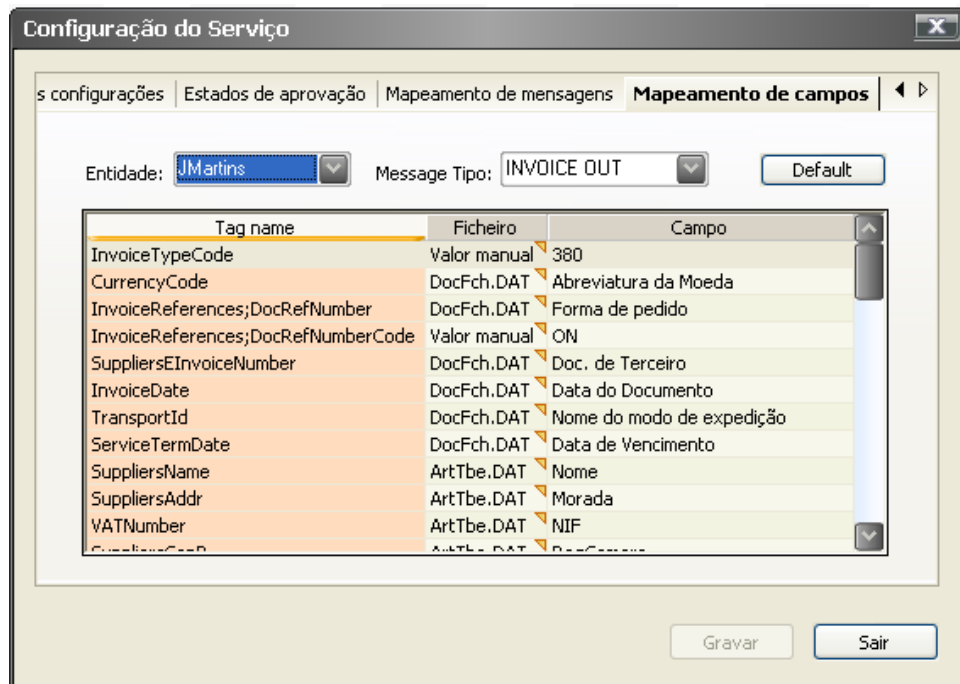 Configuração do Serviço
s configurações Estados de aprovação Mapeamento de mensagens Mapeamento de campos
Entidade: JMartins Message Tipo: INVOICE OUT Default
Tag name Ficheiro Campo
InvoiceTypeCode Valor manual 380
CurrencyCode DocFch.DAT Abreviatura da Moeda
InvoiceReferences;DocRefNumber DocFch.DAT Forma de pedido
InvoiceReferences;DocRefNumberCode Valor manual ON
SuppliersEInvoiceNumber DocFch.DAT Doc. de Terceiro
InvoiceDate DocFch.DAT Data do Documento
TransportId DocFch.DAT Nome do modo de expedição
ServiceTermDate DocFch.DAT Data de Vencimento
SuppliersName ArtTbe.DAT Nome
SuppliersAddr ArtTbe.DAT Morada
VATNumber ArtTbe.DAT NIF
Gravar Sair